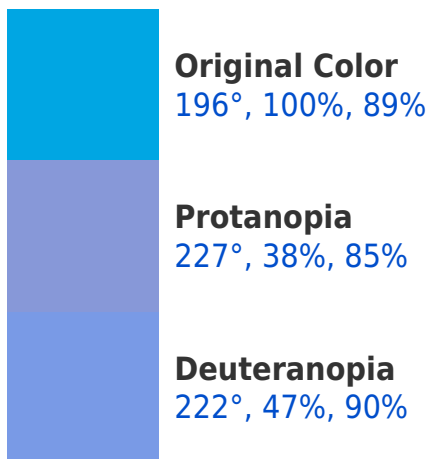 Original Color
196°, 100%, 89%
Protanopia
227°, 38%, 85%
Deuteranopia
222°, 47%, 90%